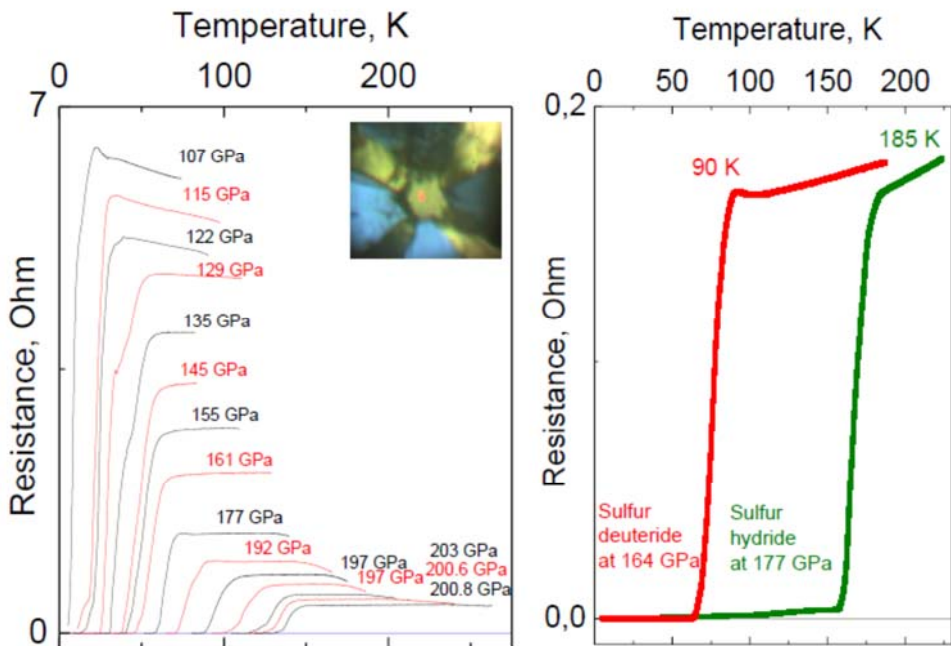 Temperature, K
0 100 200
7
Resistance, Ohm
0
107 GPa
115 GPa
122 GPa
129 GPa
135 GPa
145 GPa
155 GPa
161 GPa
177 GPa
192 GPa
197 GPa
203 GPa
197 GPa
200.6 GPa
200.8 GPa
Temperature, K
0 50 100 150 200
0,2
Resistance, Ohm
0,0
90 K
185 K
Sulfur
deuteride
at 164 GPa
Sulfur
hydride
at 177 GPa